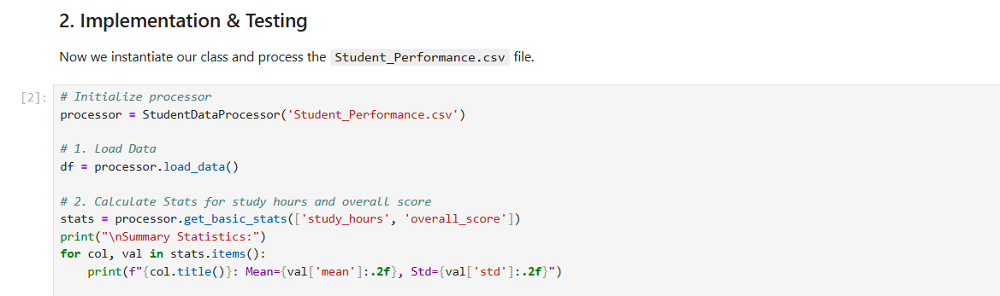 2. Implementation & Testing
Now we instantiate our class and process the Student_Performance.csv file.
[2]:
# Initialize processor
processor = StudentDataProcessor('Student_Performance.csv')
# 1. Load Data
df = processor.load_data()
# 2. Calculate Stats for study hours and overall score
stats = processor.get_basic_stats(['study_hours', 'overall_score'])
print("\nSummary Statistics:")
for col, val in stats.items():
    print(f"{col.title()}: Mean={val['mean']:.2f}, Std={val['std']:.2f}")